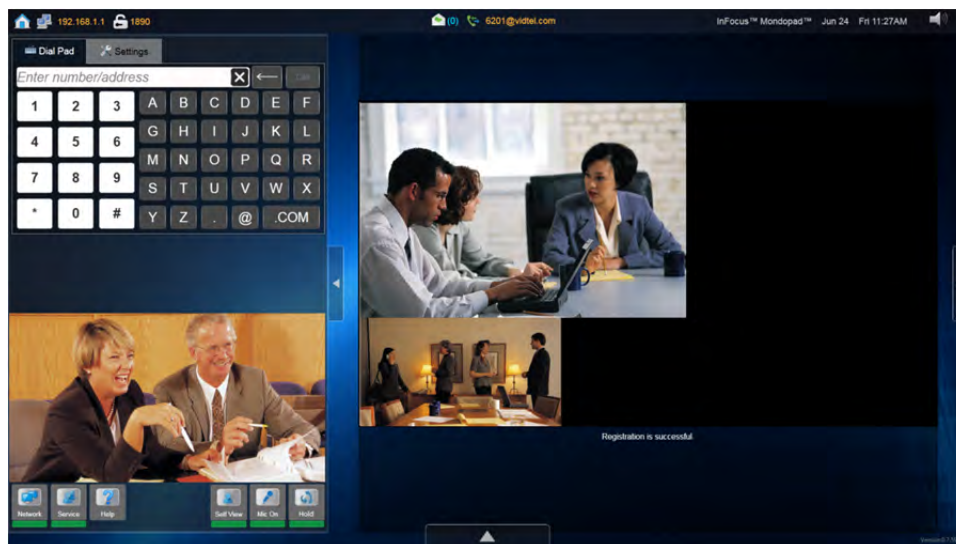 192.168.1.1 1890 (0) 6201@vidtel.com InFocus™ Mondopad™ Jun 24 Fri 11:27AM
Dial Pad Settings
Enter number/address
1 2 3 A B C D E F
4 5 6 G H I J K L
7 8 9 M N O P Q R
* 0 # S T U V W X
Y Z . @ .COM
Registration is successful.
Network Service Help Self View Mic On Hold